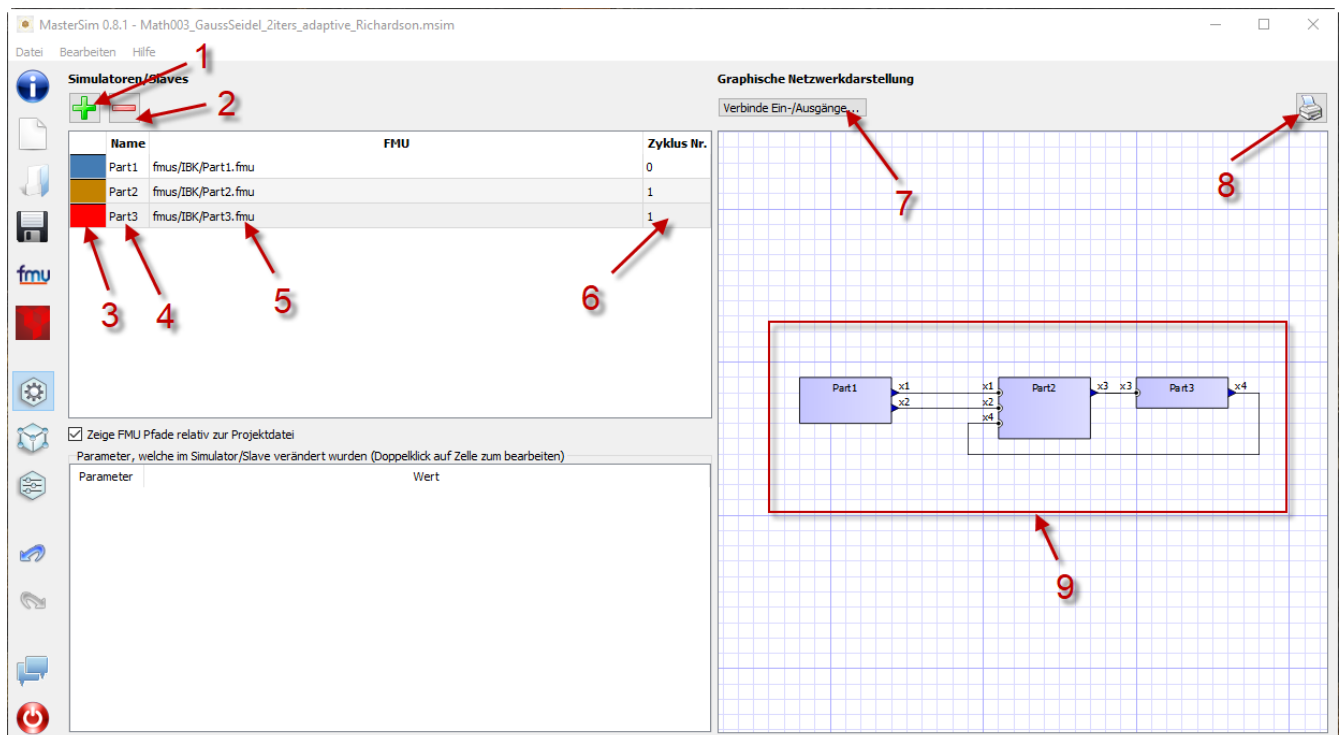 MasterSim 0.8.1 - Math003_GaussSeidel_2iters_adaptive_Richardson.msim
Datei Bearbeiten Hilfe
1
Simulatoren/Slaves
Graphische Netzwerkdarstellung
2
Verbinde Ein-/Ausgänge...
Name FMU Zyklus Nr.
Part1 fmus/IBK/Part1.fmu 0
Part2 fmus/IBK/Part2.fmu 1
Part3 fmus/IBK/Part3.fmu 1
7
8
fmu
3
4
5
6
Part1 x1 x1 Part2 x3 x3 Part3 x4
x2 x2
x4
Zeige FMU Pfade relativ zur Projektdatei
Parameter, welche im Simulator/Slave verändert wurden (Doppelklick auf Zelle zum bearbeiten)
Parameter Wert
9